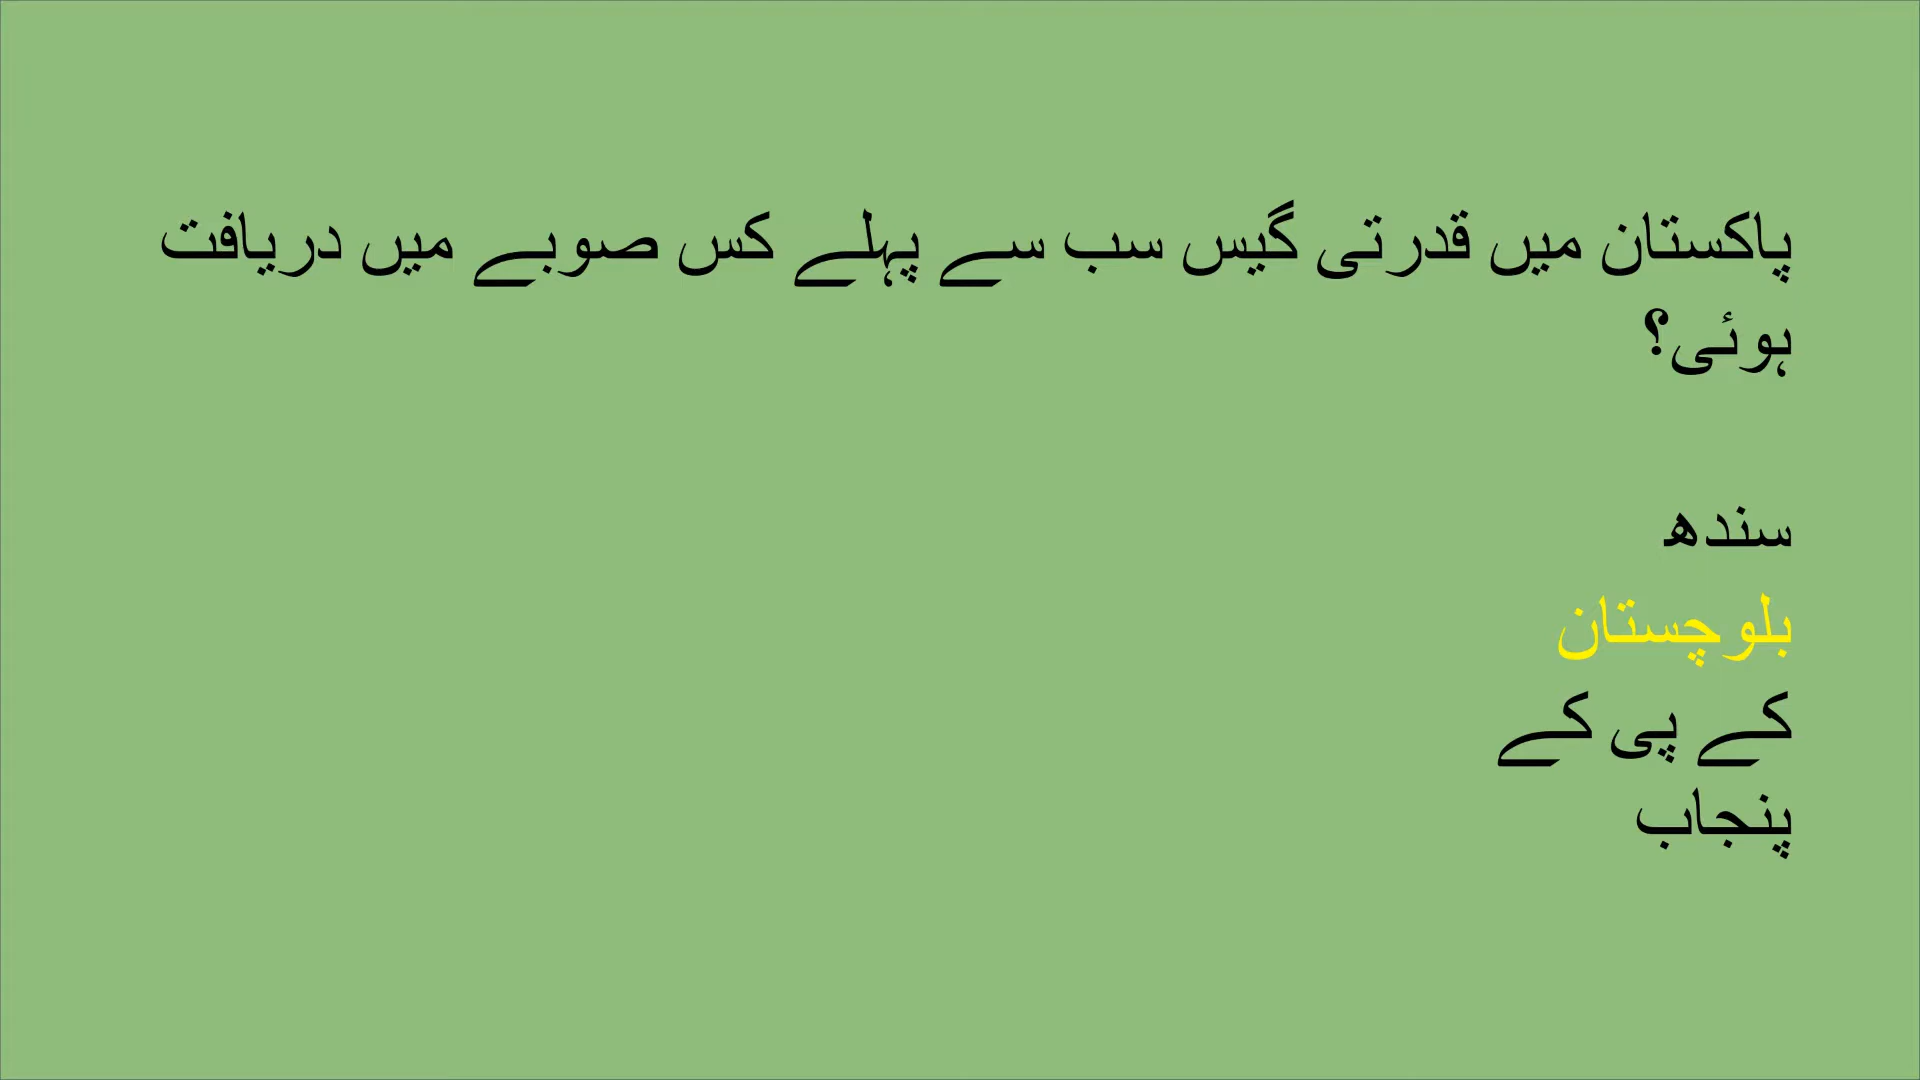 پاکستان میں قدرتی گیس سب سے پہلے کس صوبے میں دریافت
ہوئی؟
سندھ
بلوچستان
کے پی کے
پنجاب